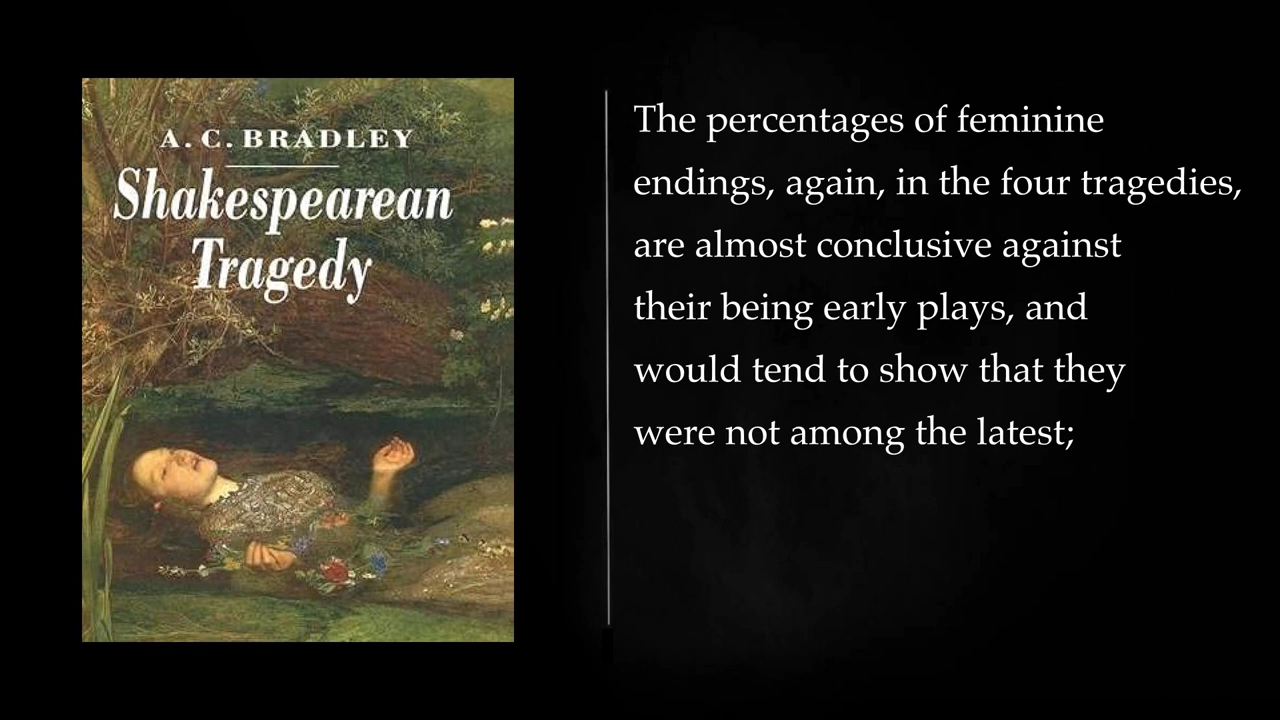 A. C. BRADLEY
Shakespearean
Tragedy
The percentages of feminine
endings, again, in the four tragedies,
are almost conclusive against
their being early plays, and
would tend to show that they
were not among the latest;